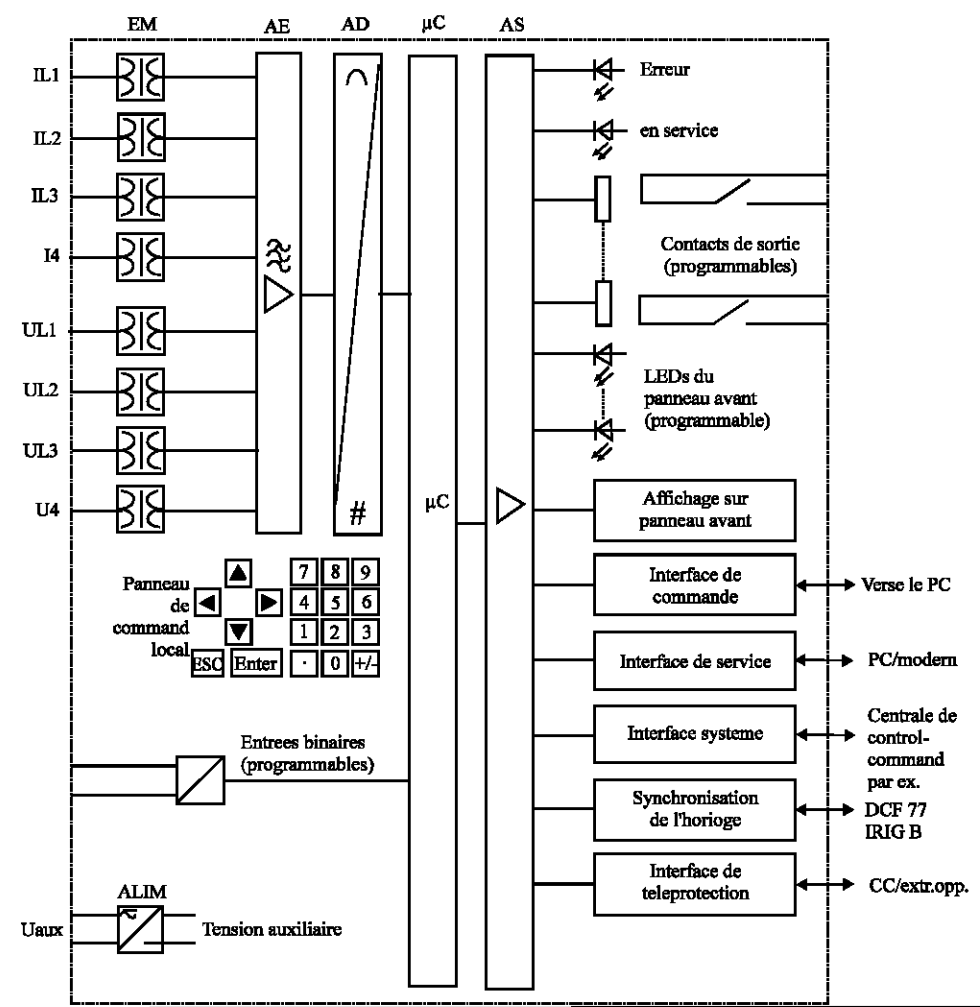 EM AE AD µC AS
IL1
IL2
IL3
I4
UL1
UL2
UL3
U4
#
µC
Erreur
en service
Contacts de sortie
(programmables)
LEDs du
panneau avant
(programmable)
Affichage sur
panneau avant
Interface de
commande
Verse le PC
Interface de service
PC/modern
Interface systeme
Centrale de
control-
command
par ex.
Synchronisation
de l'horioge
DCF 77
IRIG B
Interface de
teleprotection
CC/extr.opp.
Panneau
de
command
local
7 8 9
4 5 6
1 2 3
ESC Enter · 0 +/-
Entrees binaires
(programmables)
ALIM
Uaux
Tension auxiliaire